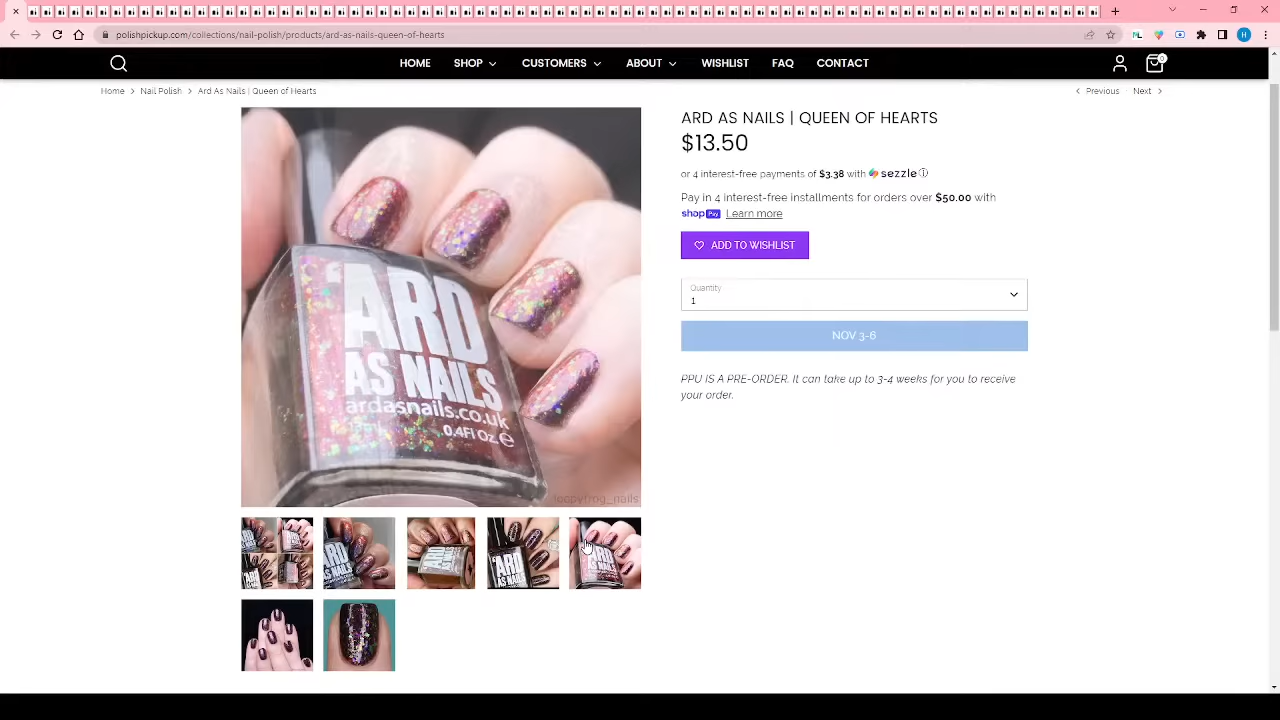 polishpickup.com/collections/nail-polish/products/ard-as-nails-queen-of-hearts
HOME SHOP CUSTOMERS ABOUT WISHLIST FAQ CONTACT
0
Home > Nail Polish > Ard As Nails | Queen of Hearts
< Previous · Next >
ARD AS NAILS | QUEEN OF HEARTS
$13.50
or 4 interest-free payments of $3.38 with sezzle
Pay in 4 interest-free installments for orders over $50.00 with
shop Pay Learn more
ADD TO WISHLIST
Quantity
1
NOV 3-6
PPU IS A PRE-ORDER. It can take up to 3-4 weeks for you to receive
your order.
'ARD
AS NAILS
ardasnails.co.uk
0.4Fl Oz. e
loopyfrog_nails